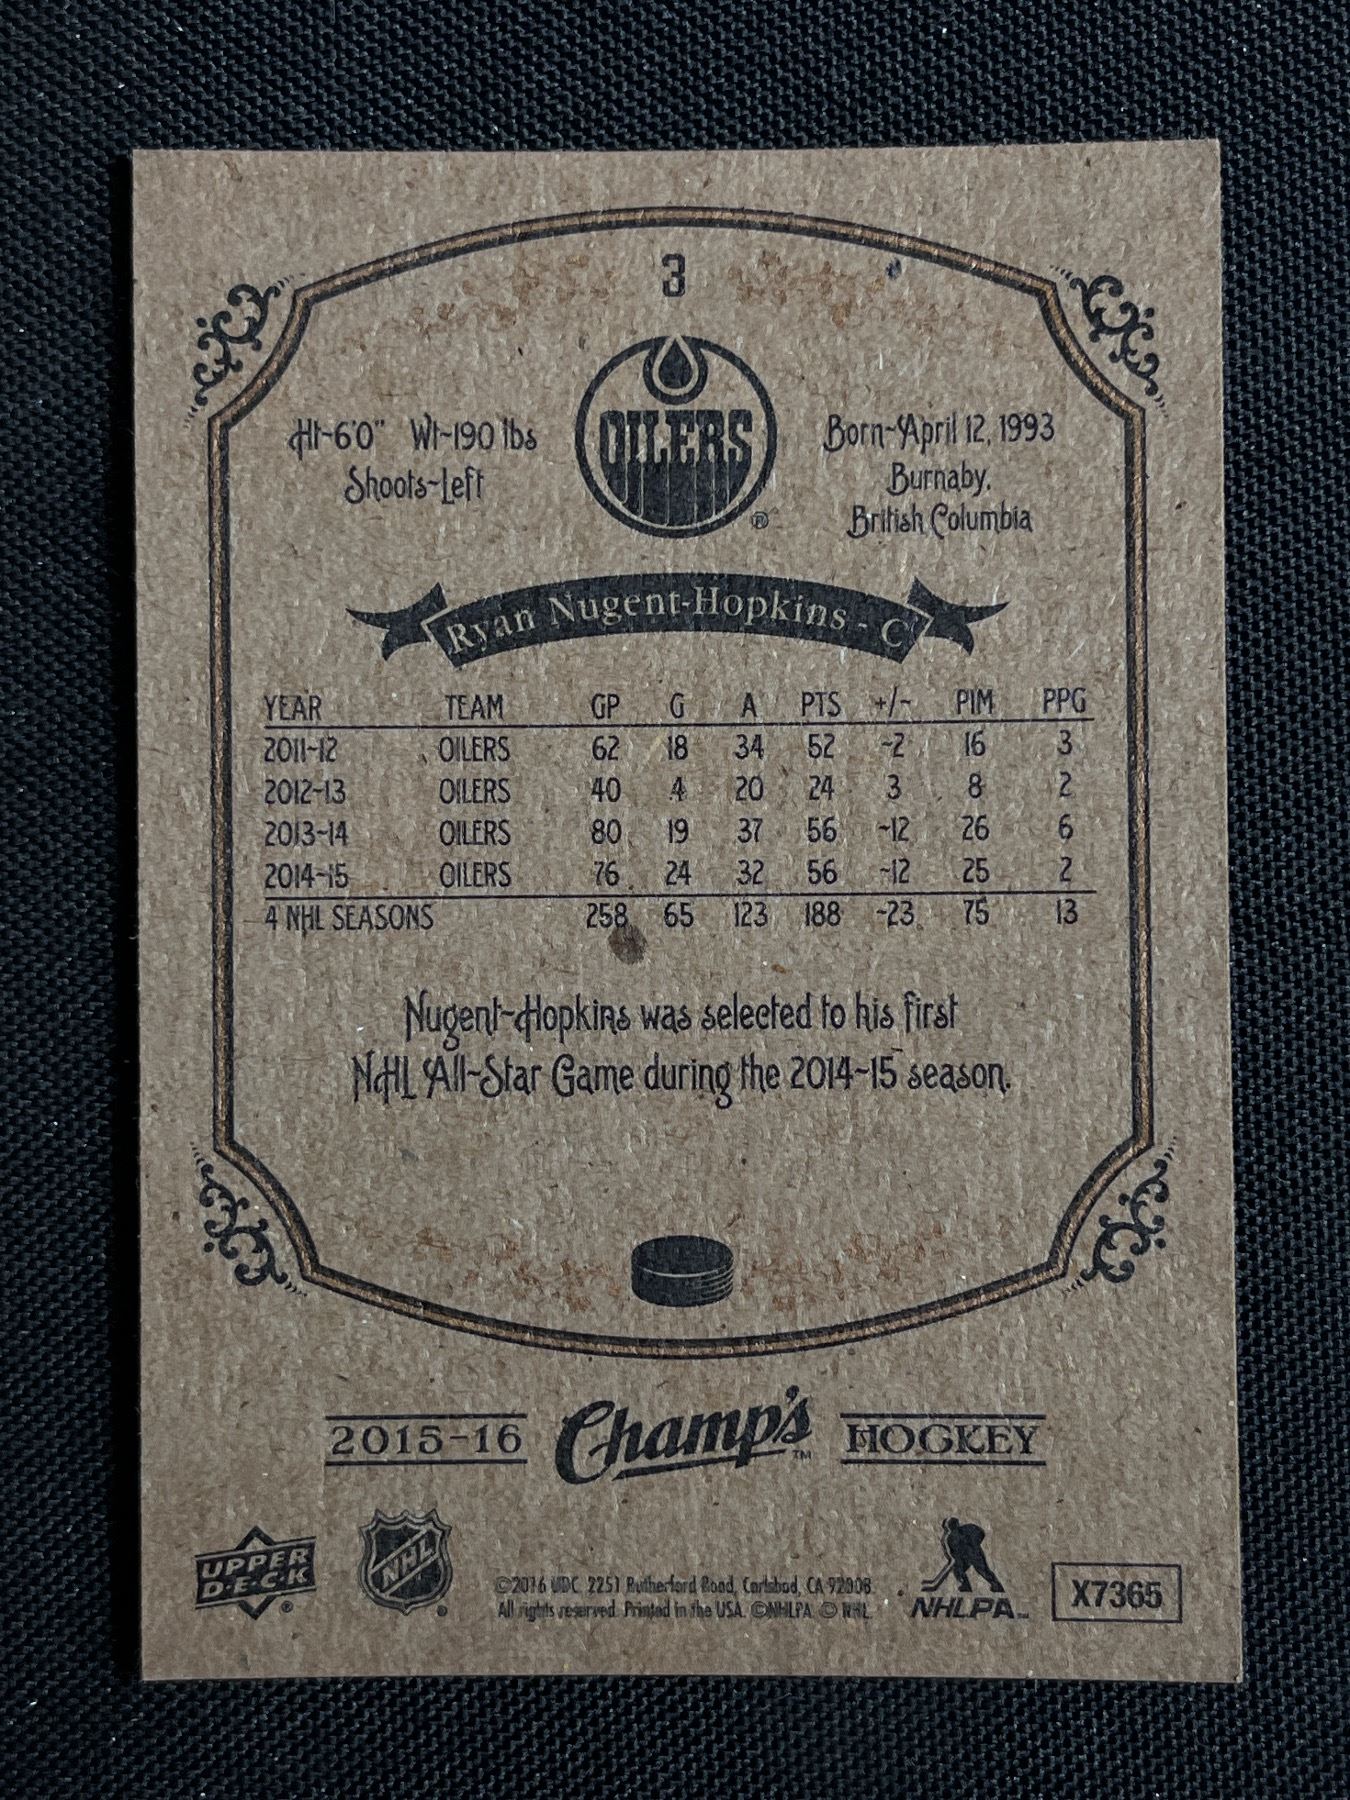 3
OILERS
®
Ht~6'0" Wt~190 lbs
Shoots~Left
Born~April 12, 1993
Burnaby,
British Columbia
Ryan Nugent-Hopkins - C
YEAR TEAM GP G A PTS +/~ PIM PPG
2011~12 OILERS 62 18 34 52 ~2 16 3
2012~13 OILERS 40 4 20 24 3 8 2
2013~14 OILERS 80 19 37 56 ~12 26 6
2014~15 OILERS 76 24 32 56 ~12 25 2
4 NHL SEASONS 258 65 123 188 ~23 75 13
Nugent~Hopkins was selected to his first
NHL All~Star Game during the 2014~15 season.
2015-16 Champ's™ HOCKEY
UPPER
D·E·C·K ®
NHL ®
©2016 UDC, 2251 Rutherford Road, Carlsbad, CA 92008.
All rights reserved. Printed in the USA. ©NHLPA. © NHL.
NHLPA™
X7365